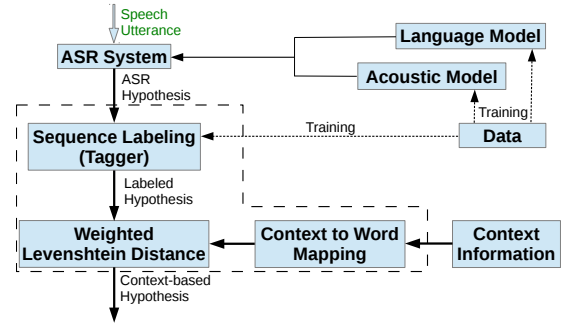 Speech
Utterance
Language Model
ASR System
Acoustic Model
ASR
Hypothesis
Training
Sequence Labeling
(Tagger)
Training
Data
Labeled
Hypothesis
Weighted
Levenshtein Distance
Context to Word
Mapping
Context
Information
Context-based
Hypothesis